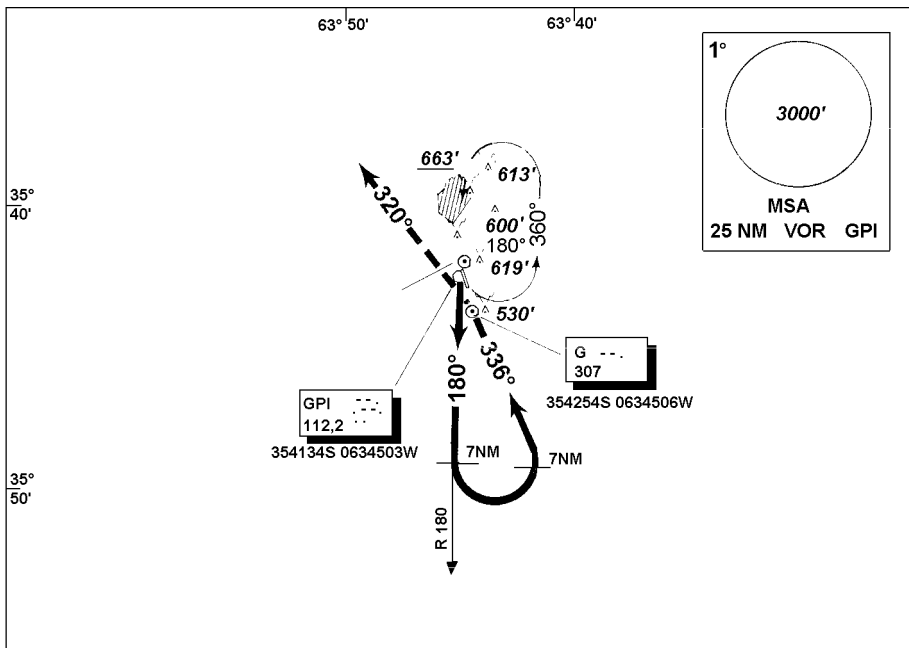 63° 50'
63° 40'
1°
3000'
MSA
25 NM VOR GPI
35°
40'
663'
613'
320°
600'
180°
360°
619'
530'
180°
336°
G --·
307
354254S 0634506W
GPI --·
·--·
112,2 ··
354134S 0634503W
7NM
7NM
35°
50'
R 180